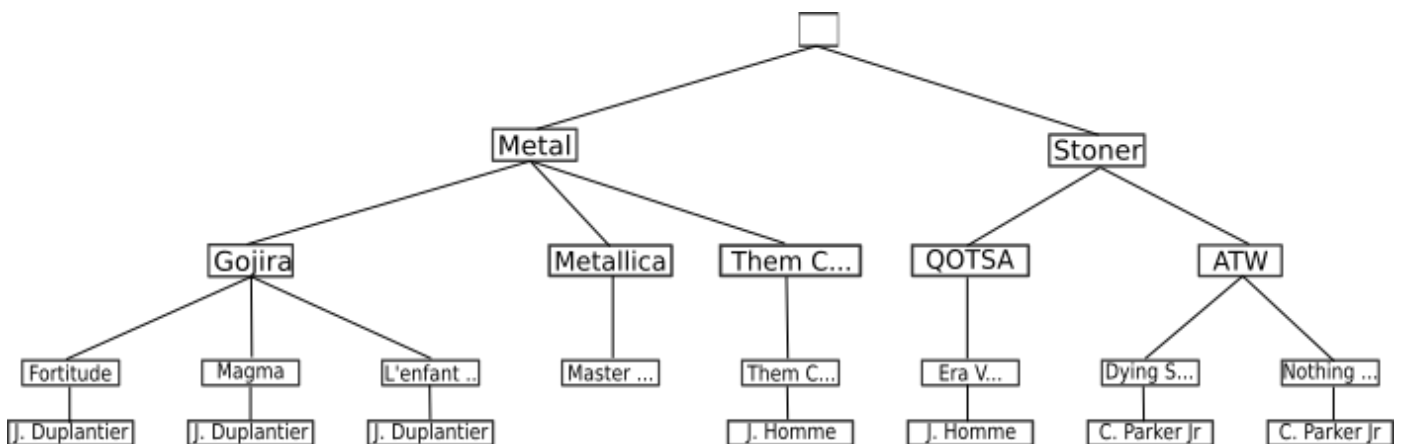 Metal
Stoner
Gojira
Metallica
Them C...
QOTSA
ATW
Fortitude
Magma
L'enfant ..
Master ...
Them C...
Era V...
Dying S...
Nothing ...
J. Duplantier
J. Duplantier
J. Duplantier
J. Homme
J. Homme
C. Parker Jr
C. Parker Jr